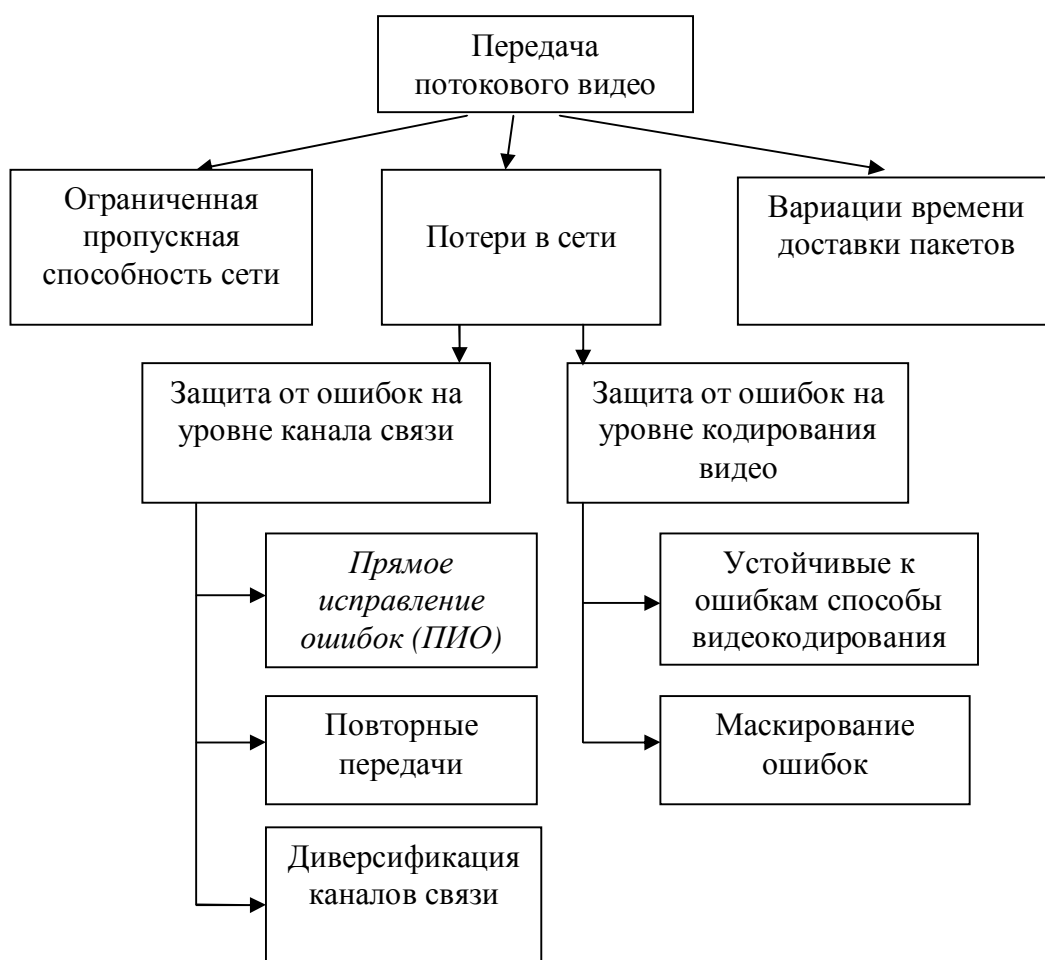 Передача
потокового видео
Ограниченная
пропускная
способность сети
Потери в сети
Вариации времени
доставки пакетов
Защита от ошибок на
уровне канала связи
Защита от ошибок на
уровне кодирования
видео
Прямое
исправление
ошибок (ПИО)
Повторные
передачи
Диверсификация
каналов связи
Устойчивые к
ошибкам способы
видеокодирования
Маскирование
ошибок